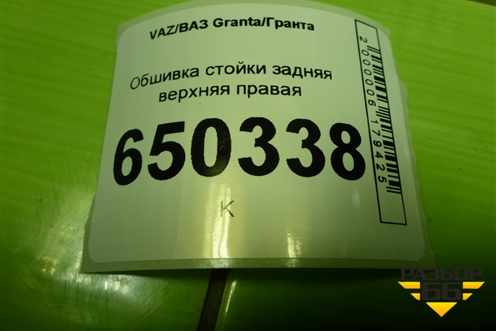 VAZ/ВАЗ Granta/Гранта
Обшивка стойки задняя
верхняя правая
650338
К
2000006179425
РАЗБОР
66